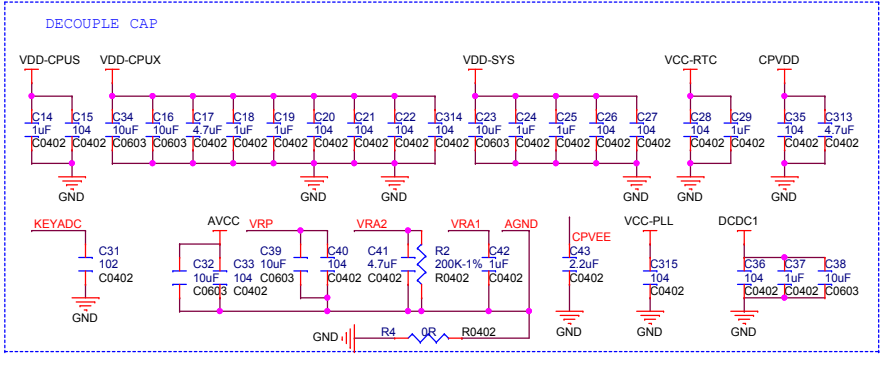 DECOUPLE CAP
VDD-CPUS VDD-CPUX VDD-SYS VCC-RTC CPVDD
C14 C15 C34 C16 C17 C18 C19 C20 C21 C22 C314 C23 C24 C25 C26 C27 C28 C29 C35 C313
1uF 104 10uF 10uF 4.7uF 1uF 1uF 104 104 104 104 10uF 1uF 1uF 104 104 104 1uF 104 4.7uF
C0402 C0402 C0603 C0603 C0402 C0402 C0402 C0402 C0402 C0402 C0402 C0603 C0402 C0402 C0402 C0402 C0402 C0402 C0402 C0402
GND GND GND GND GND GND
KEYADC AVCC VRP VRA2 VRA1 AGND CPVEE VCC-PLL DCDC1
C31 C32 C33 C39 C40 C41 R2 C42 C43 C315 C36 C37 C38
102 10uF 104 10uF 104 4.7uF 200K-1% 1uF 2.2uF 104 104 1uF 10uF
C0402 C0603 C0402 C0603 C0402 C0402 R0402 C0402 C0402 C0402 C0402 C0402 C0603
GND GND GND GND
GND R4 0R R0402